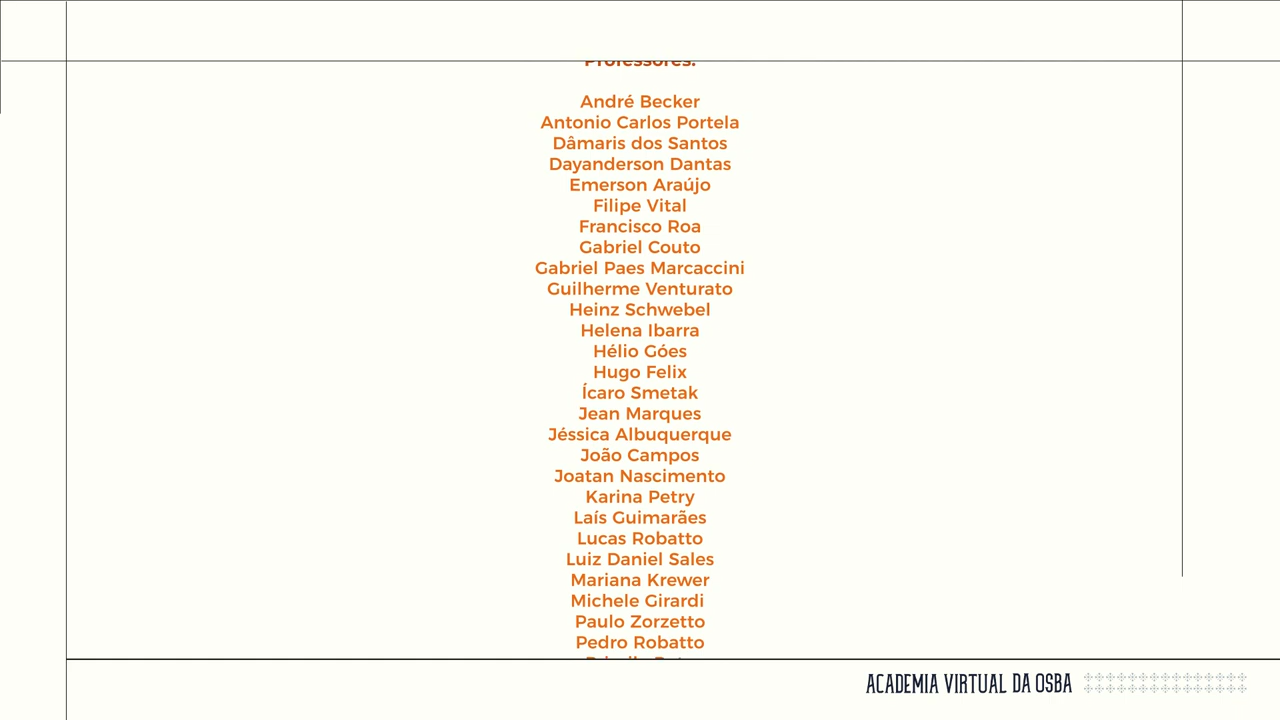 Professores:
André Becker
Antonio Carlos Portela
Dâmaris dos Santos
Dayanderson Dantas
Emerson Araújo
Filipe Vital
Francisco Roa
Gabriel Couto
Gabriel Paes Marcaccini
Guilherme Venturato
Heinz Schwebel
Helena Ibarra
Hélio Góes
Hugo Felix
Ícaro Smetak
Jean Marques
Jéssica Albuquerque
João Campos
Joatan Nascimento
Karina Petry
Laís Guimarães
Lucas Robatto
Luiz Daniel Sales
Mariana Krewer
Michele Girardi
Paulo Zorzetto
Pedro Robatto
ACADEMIA VIRTUAL DA OSBA